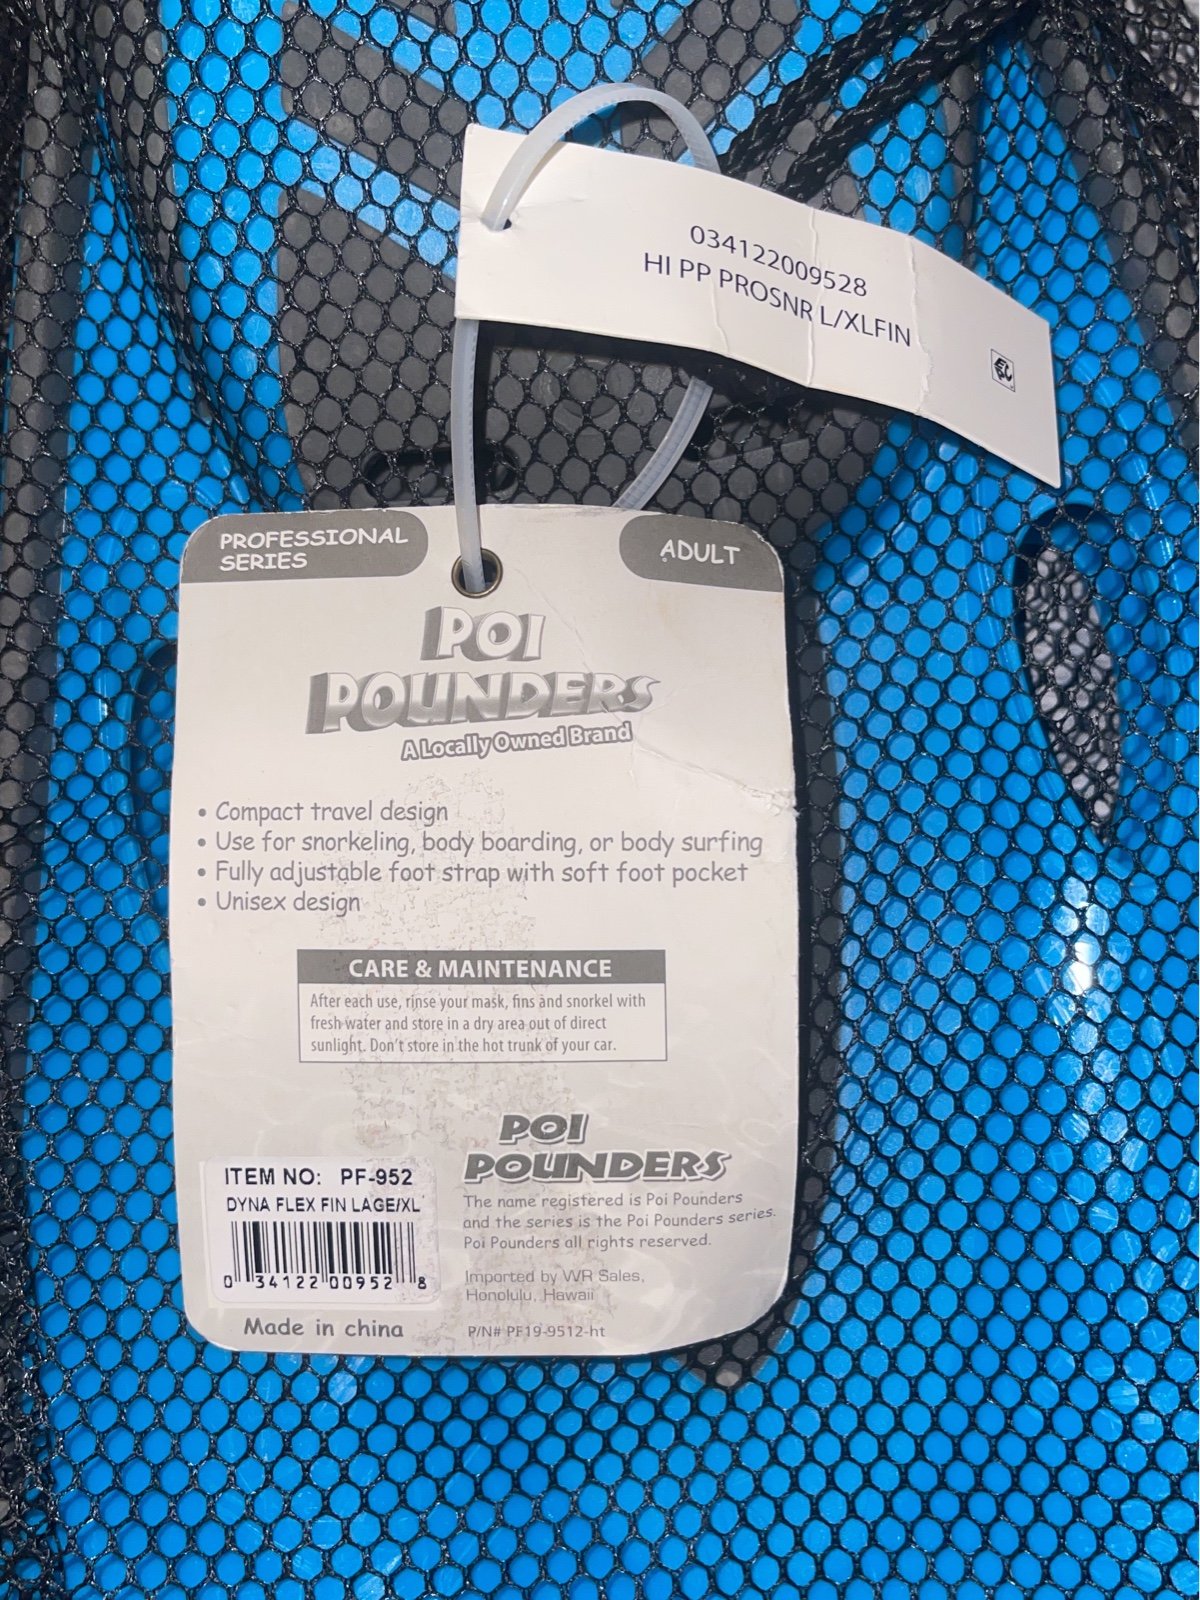 034122009528
HI PP PROSNR L/XLFIN
PROFESSIONAL
SERIES
ADULT
POI
POUNDERS
A Locally Owned Brand
• Compact travel design
• Use for snorkeling, body boarding, or body surfing
• Fully adjustable foot strap with soft foot pocket
• Unisex design
CARE & MAINTENANCE
After each use, rinse your mask, fins and snorkel with
fresh water and store in a dry area out of direct
sunlight. Don't store in the hot trunk of your car.
ITEM NO: PF-952
DYNA FLEX FIN LAGE/XL
0 34122 00952 8
Made in china
POI
POUNDERS
The name registered is Poi Pounders
and the series is the Poi Pounders series.
Poi Pounders all rights reserved.
Imported by WR Sales,
Honolulu, Hawaii
P/N# PF19-9512-ht